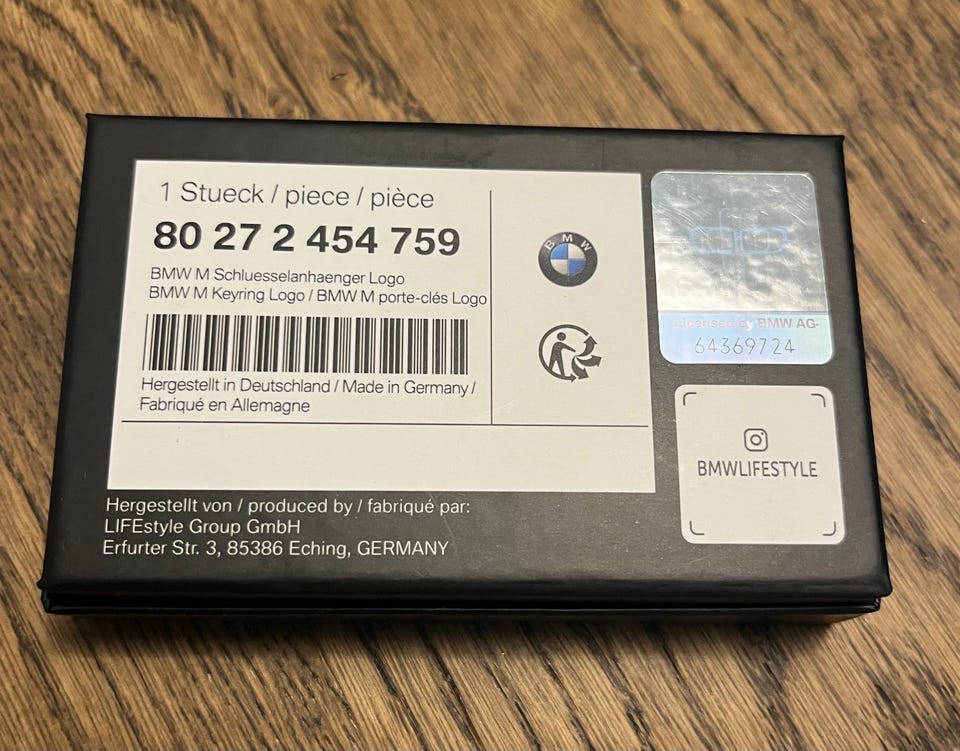 1 Stueck / piece / pièce
80 27 2 454 759
BMW M Schluesselanhaenger Logo
BMW M Keyring Logo / BMW M porte-clés Logo
Hergestellt in Deutschland / Made in Germany /
Fabriqué en Allemagne
BMW
Licensed by BMW AG·
64369724
BMWLIFESTYLE
Hergestellt von / produced by / fabriqué par:
LIFEstyle Group GmbH
Erfurter Str. 3, 85386 Eching, GERMANY